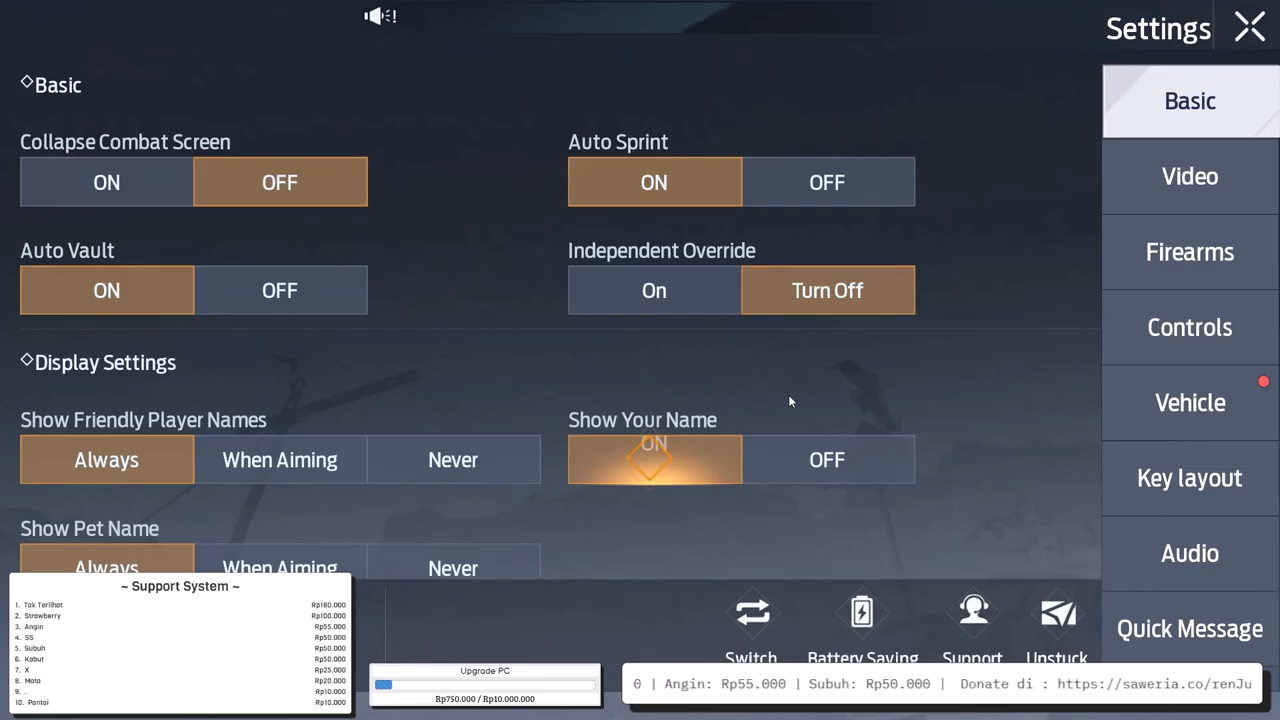 Settings
Basic
Collapse Combat Screen
ON
OFF
Auto Sprint
ON
OFF
Auto Vault
ON
OFF
Independent Override
On
Turn Off
Display Settings
Show Friendly Player Names
Always
When Aiming
Never
Show Your Name
ON
OFF
Show Pet Name
Always
When Aiming
Never
Basic
Video
Firearms
Controls
Vehicle
Key layout
Audio
Quick Message
Switch
Battery Saving
Support
Unstuck
~ Support System ~
1. Tak Terlihat Rp180.000
2. Strawberry Rp100.000
3. Angin Rp55.000
4. SS Rp50.000
5. Subuh Rp50.000
6. Kabut Rp50.000
7. X Rp25.000
8. Mata Rp20.000
9. . Rp10.000
10. Pantai Rp10.000
Upgrade PC
Rp750.000 / Rp10.000.000
0 | Angin: Rp55.000 | Subuh: Rp50.000 | Donate di : https://saweria.co/renJu